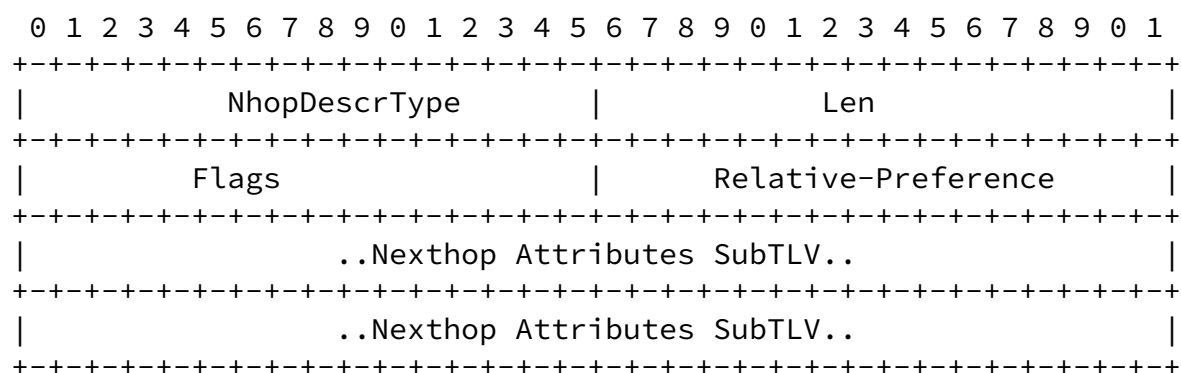 0 1 2 3 4 5 6 7 8 9 0 1 2 3 4 5 6 7 8 9 0 1 2 3 4 5 6 7 8 9 0 1
+-+-+-+-+-+-+-+-+-+-+-+-+-+-+-+-+-+-+-+-+-+-+-+-+-+-+-+-+-+-+-+-+
|           NhopDescrType       |            Len                |
+-+-+-+-+-+-+-+-+-+-+-+-+-+-+-+-+-+-+-+-+-+-+-+-+-+-+-+-+-+-+-+-+
|         Flags                 |      Relative-Preference      |
+-+-+-+-+-+-+-+-+-+-+-+-+-+-+-+-+-+-+-+-+-+-+-+-+-+-+-+-+-+-+-+-+
|                 ..Nexthop Attributes SubTLV..                 |
+-+-+-+-+-+-+-+-+-+-+-+-+-+-+-+-+-+-+-+-+-+-+-+-+-+-+-+-+-+-+-+-+
|                 ..Nexthop Attributes SubTLV..                 |
+-+-+-+-+-+-+-+-+-+-+-+-+-+-+-+-+-+-+-+-+-+-+-+-+-+-+-+-+-+-+-+-+